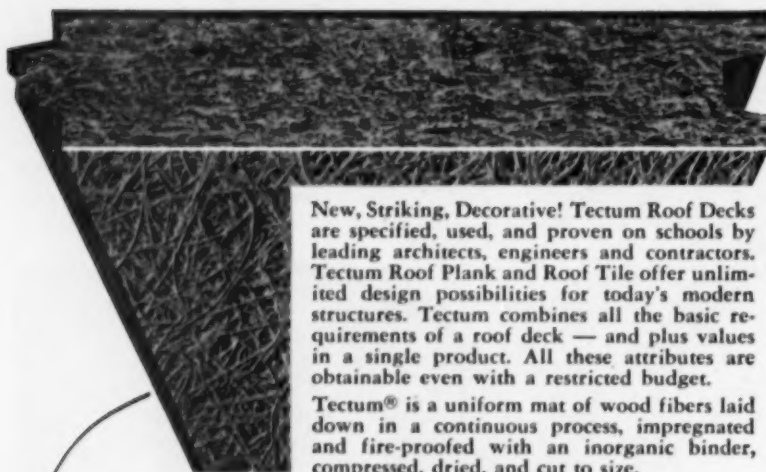 New, Striking, Decorative! Tectum Roof Decks
are specified, used, and proven on schools by
leading architects, engineers and contractors.
Tectum Roof Plank and Roof Tile offer unlim-
ited design possibilities for today's modern
structures. Tectum combines all the basic re-
quirements of a roof deck — and plus values
in a single product. All these attributes are
obtainable even with a restricted budget.
Tectum® is a uniform mat of wood fibers laid
down in a continuous process, impregnated
and fire-proofed with an inorganic binder,
compressed, dried, and cut to size.